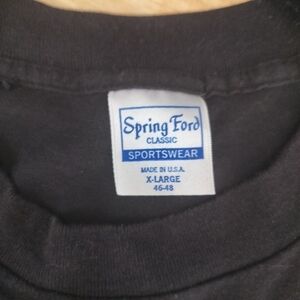 Spring Ford
CLASSIC
SPORTSWEAR
MADE IN U.S.A.
X-LARGE
46-48